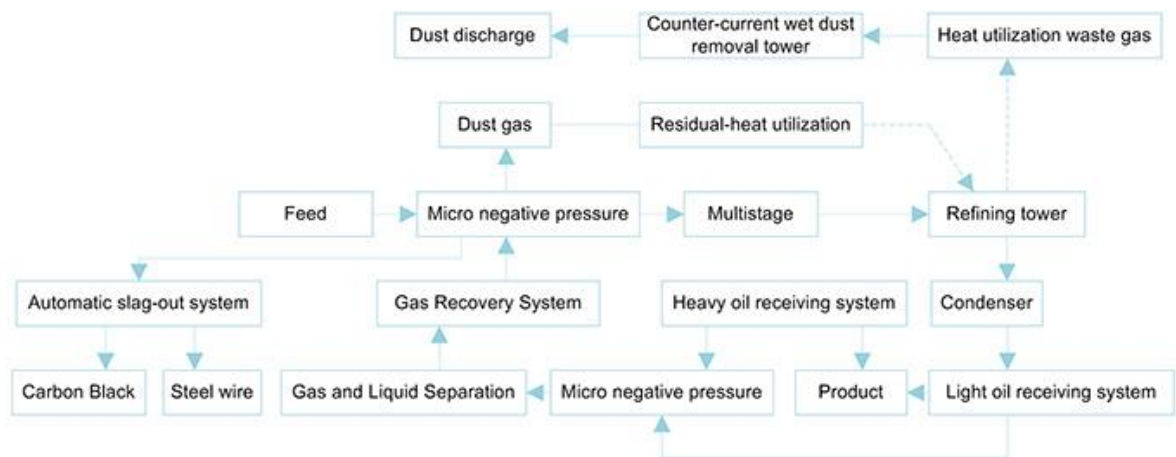 Dust discharge
Counter-current wet dust
removal tower
Heat utilization waste gas
Dust gas
Residual-heat utilization
Feed
Micro negative pressure
Multistage
Refining tower
Automatic slag-out system
Gas Recovery System
Heavy oil receiving system
Condenser
Carbon Black
Steel wire
Gas and Liquid Separation
Micro negative pressure
Product
Light oil receiving system